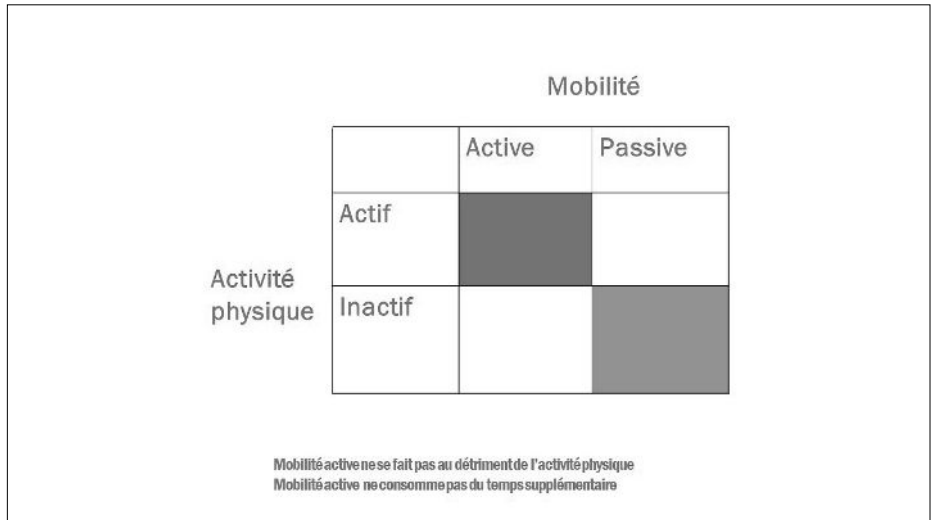 Mobilité
Active Passive
Actif
Activité
physique
Inactif
Mobilité active ne se fait pas au détriment de l'activité physique
Mobilité active ne consomme pas du temps supplémentaire